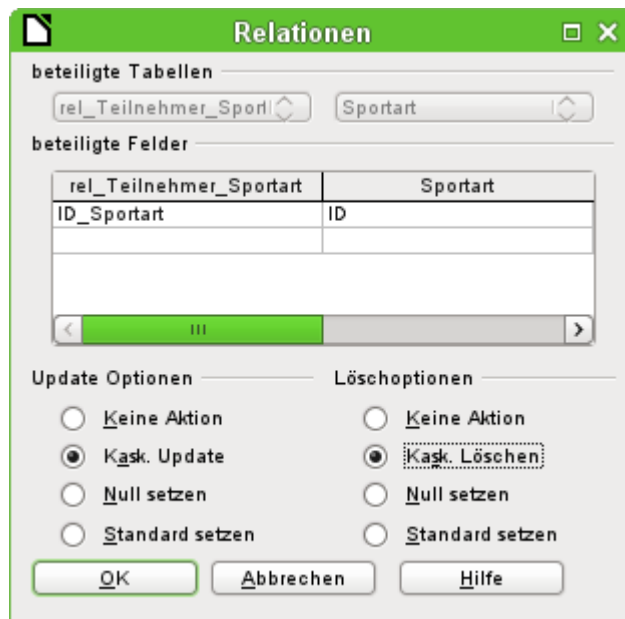 Relationen
beteiligte Tabellen
rel_Teilnehmer_Sport Sportart
beteiligte Felder
rel_Teilnehmer_Sportart Sportart
ID_Sportart ID
Update Optionen Löschoptionen
Keine Aktion Keine Aktion
Kask. Update Kask. Löschen
Null setzen Null setzen
Standard setzen Standard setzen
OK Abbrechen Hilfe